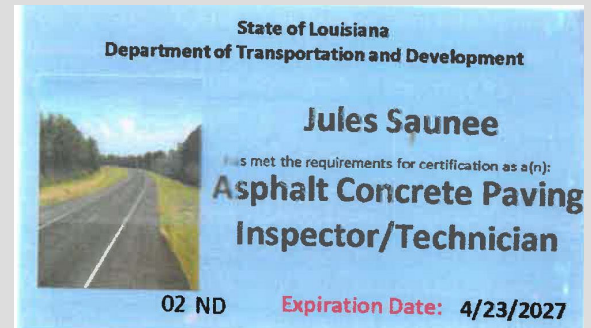 State of Louisiana
Department of Transportation and Development
Jules Saunee
has met the requirements for certification as a(n):
Asphalt Concrete Paving
Inspector/Technician
02 ND
Expiration Date: 4/23/2027